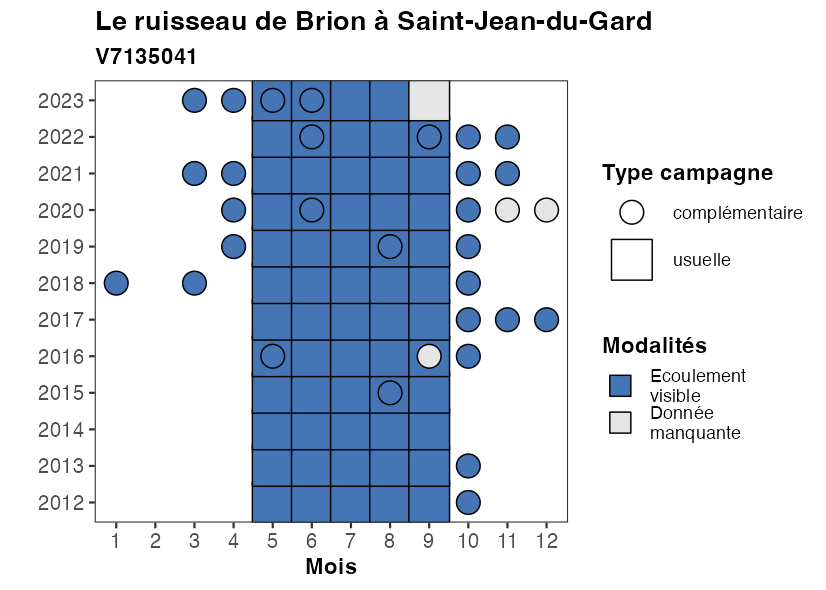 Le ruisseau de Brion à Saint-Jean-du-Gard
V7135041
2023
2022
2021
2020
2019
2018
2017
2016
2015
2014
2013
2012
1 2 3 4 5 6 7 8 9 10 11 12
Mois
Type campagne
complémentaire
usuelle
Modalités
Ecoulement
visible
Donnée
manquante